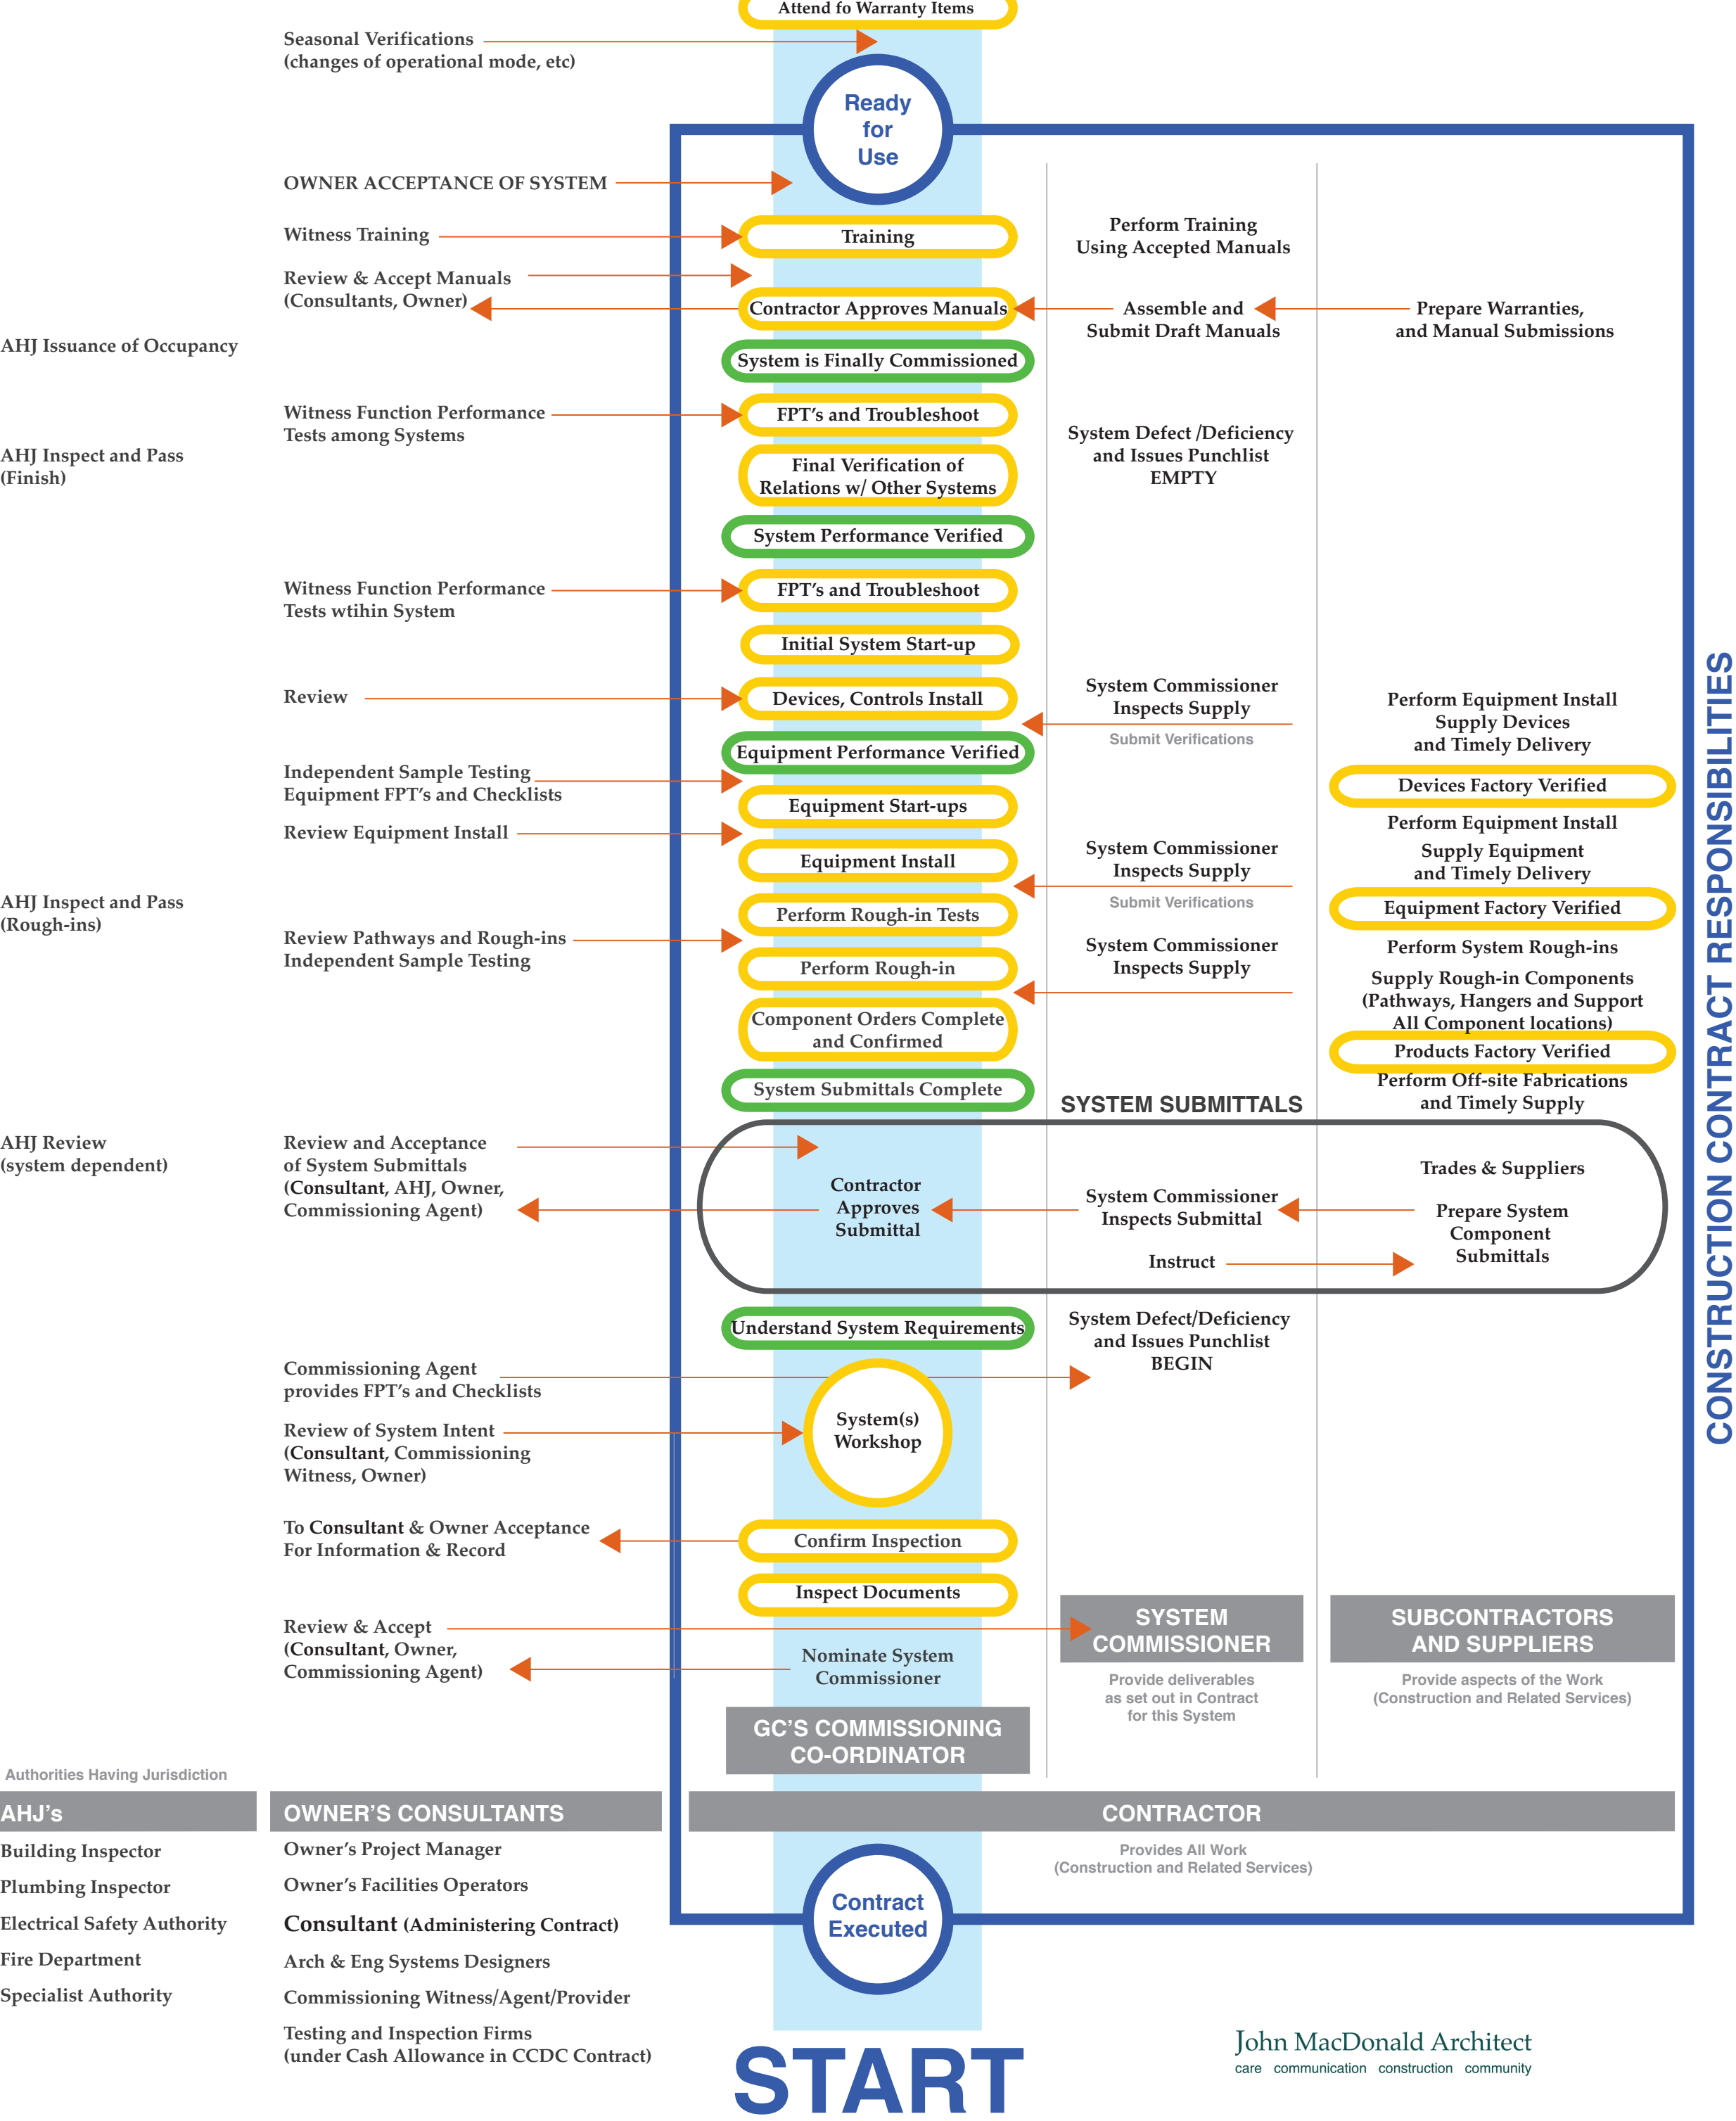 Attend fo Warranty Items
Seasonal Verifications
(changes of operational mode, etc)
Ready
for
Use
OWNER ACCEPTANCE OF SYSTEM
Witness Training
Training
Perform Training
Using Accepted Manuals
Review & Accept Manuals
(Consultants, Owner)
Contractor Approves Manuals
Assemble and
Submit Draft Manuals
Prepare Warranties,
and Manual Submissions
AHJ Issuance of Occupancy
System is Finally Commissioned
Witness Function Performance
Tests among Systems
FPT's and Troubleshoot
System Defect /Deficiency
and Issues Punchlist
EMPTY
AHJ Inspect and Pass
(Finish)
Final Verification of
Relations w/ Other Systems
System Performance Verified
Witness Function Performance
Tests wtihin System
FPT's and Troubleshoot
Initial System Start-up
Review
Devices, Controls Install
System Commissioner
Inspects Supply
Submit Verifications
Perform Equipment Install
Supply Devices
and Timely Delivery
Equipment Performance Verified
Independent Sample Testing
Equipment FPT's and Checklists
Devices Factory Verified
Equipment Start-ups
Review Equipment Install
Perform Equipment Install
Equipment Install
System Commissioner
Inspects Supply
Submit Verifications
Supply Equipment
and Timely Delivery
AHJ Inspect and Pass
(Rough-ins)
Perform Rough-in Tests
Equipment Factory Verified
Review Pathways and Rough-ins
Independent Sample Testing
Perform Rough-in
System Commissioner
Inspects Supply
Perform System Rough-ins
Supply Rough-in Components
(Pathways, Hangers and Support
All Component locations)
Component Orders Complete
and Confirmed
Products Factory Verified
System Submittals Complete
Perform Off-site Fabrications
and Timely Supply
SYSTEM SUBMITTALS
AHJ Review
(system dependent)
Review and Acceptance
of System Submittals
(Consultant, AHJ, Owner,
Commissioning Agent)
Contractor
Approves
Submittal
System Commissioner
Inspects Submittal
Instruct
Trades & Suppliers
Prepare System
Component
Submittals
Understand System Requirements
System Defect/Deficiency
and Issues Punchlist
BEGIN
Commissioning Agent
provides FPT's and Checklists
Review of System Intent
(Consultant, Commissioning
Witness, Owner)
System(s)
Workshop
To Consultant & Owner Acceptance
For Information & Record
Confirm Inspection
Inspect Documents
Review & Accept
(Consultant, Owner,
Commissioning Agent)
Nominate System
Commissioner
SYSTEM
COMMISSIONER
Provide deliverables
as set out in Contract
for this System
SUBCONTRACTORS
AND SUPPLIERS
Provide aspects of the Work
(Construction and Related Services)
GC'S COMMISSIONING
CO-ORDINATOR
CONSTRUCTION CONTRACT RESPONSIBILITIES
Authorities Having Jurisdiction
AHJ's
OWNER'S CONSULTANTS
CONTRACTOR
Building Inspector
Plumbing Inspector
Electrical Safety Authority
Fire Department
Specialist Authority
Owner's Project Manager
Owner's Facilities Operators
Consultant (Administering Contract)
Arch & Eng Systems Designers
Commissioning Witness/Agent/Provider
Testing and Inspection Firms
(under Cash Allowance in CCDC Contract)
Provides All Work
(Construction and Related Services)
Contract
Executed
START
John MacDonald Architect
care communication construction community